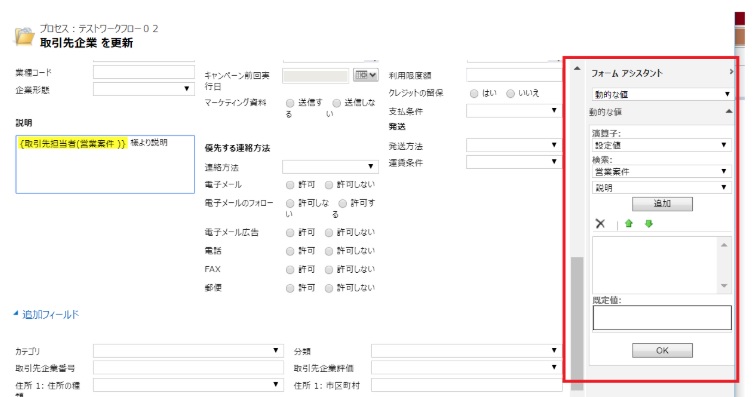 プロセス : テストワークフロー０２
取引先企業 を更新
業種コード
企業形態
説明
{取引先担当者(営業案件 )} 様より説明
キャンペーン前回実
行日
マーケティング資料
送信す
る
送信しな
い
優先する連絡方法
連絡方法
電子メール
許可
許可しない
電子メールのフォロー
許可しな
い
許可す
る
電子メール広告
許可
許可しない
電話
許可
許可しない
FAX
許可
許可しない
郵便
許可
許可しない
利用限度額
クレジットの留保
はい
いいえ
支払条件
発送
発送方法
運賃条件
追加フィールド
カテゴリ
分類
取引先企業番号
取引先企業評価
住所 1: 住所の種
住所 1: 市区町村
フォーム アシスタント
動的な値
動的な値
演算子:
設定値
検索:
営業案件
説明
追加
既定値:
OK